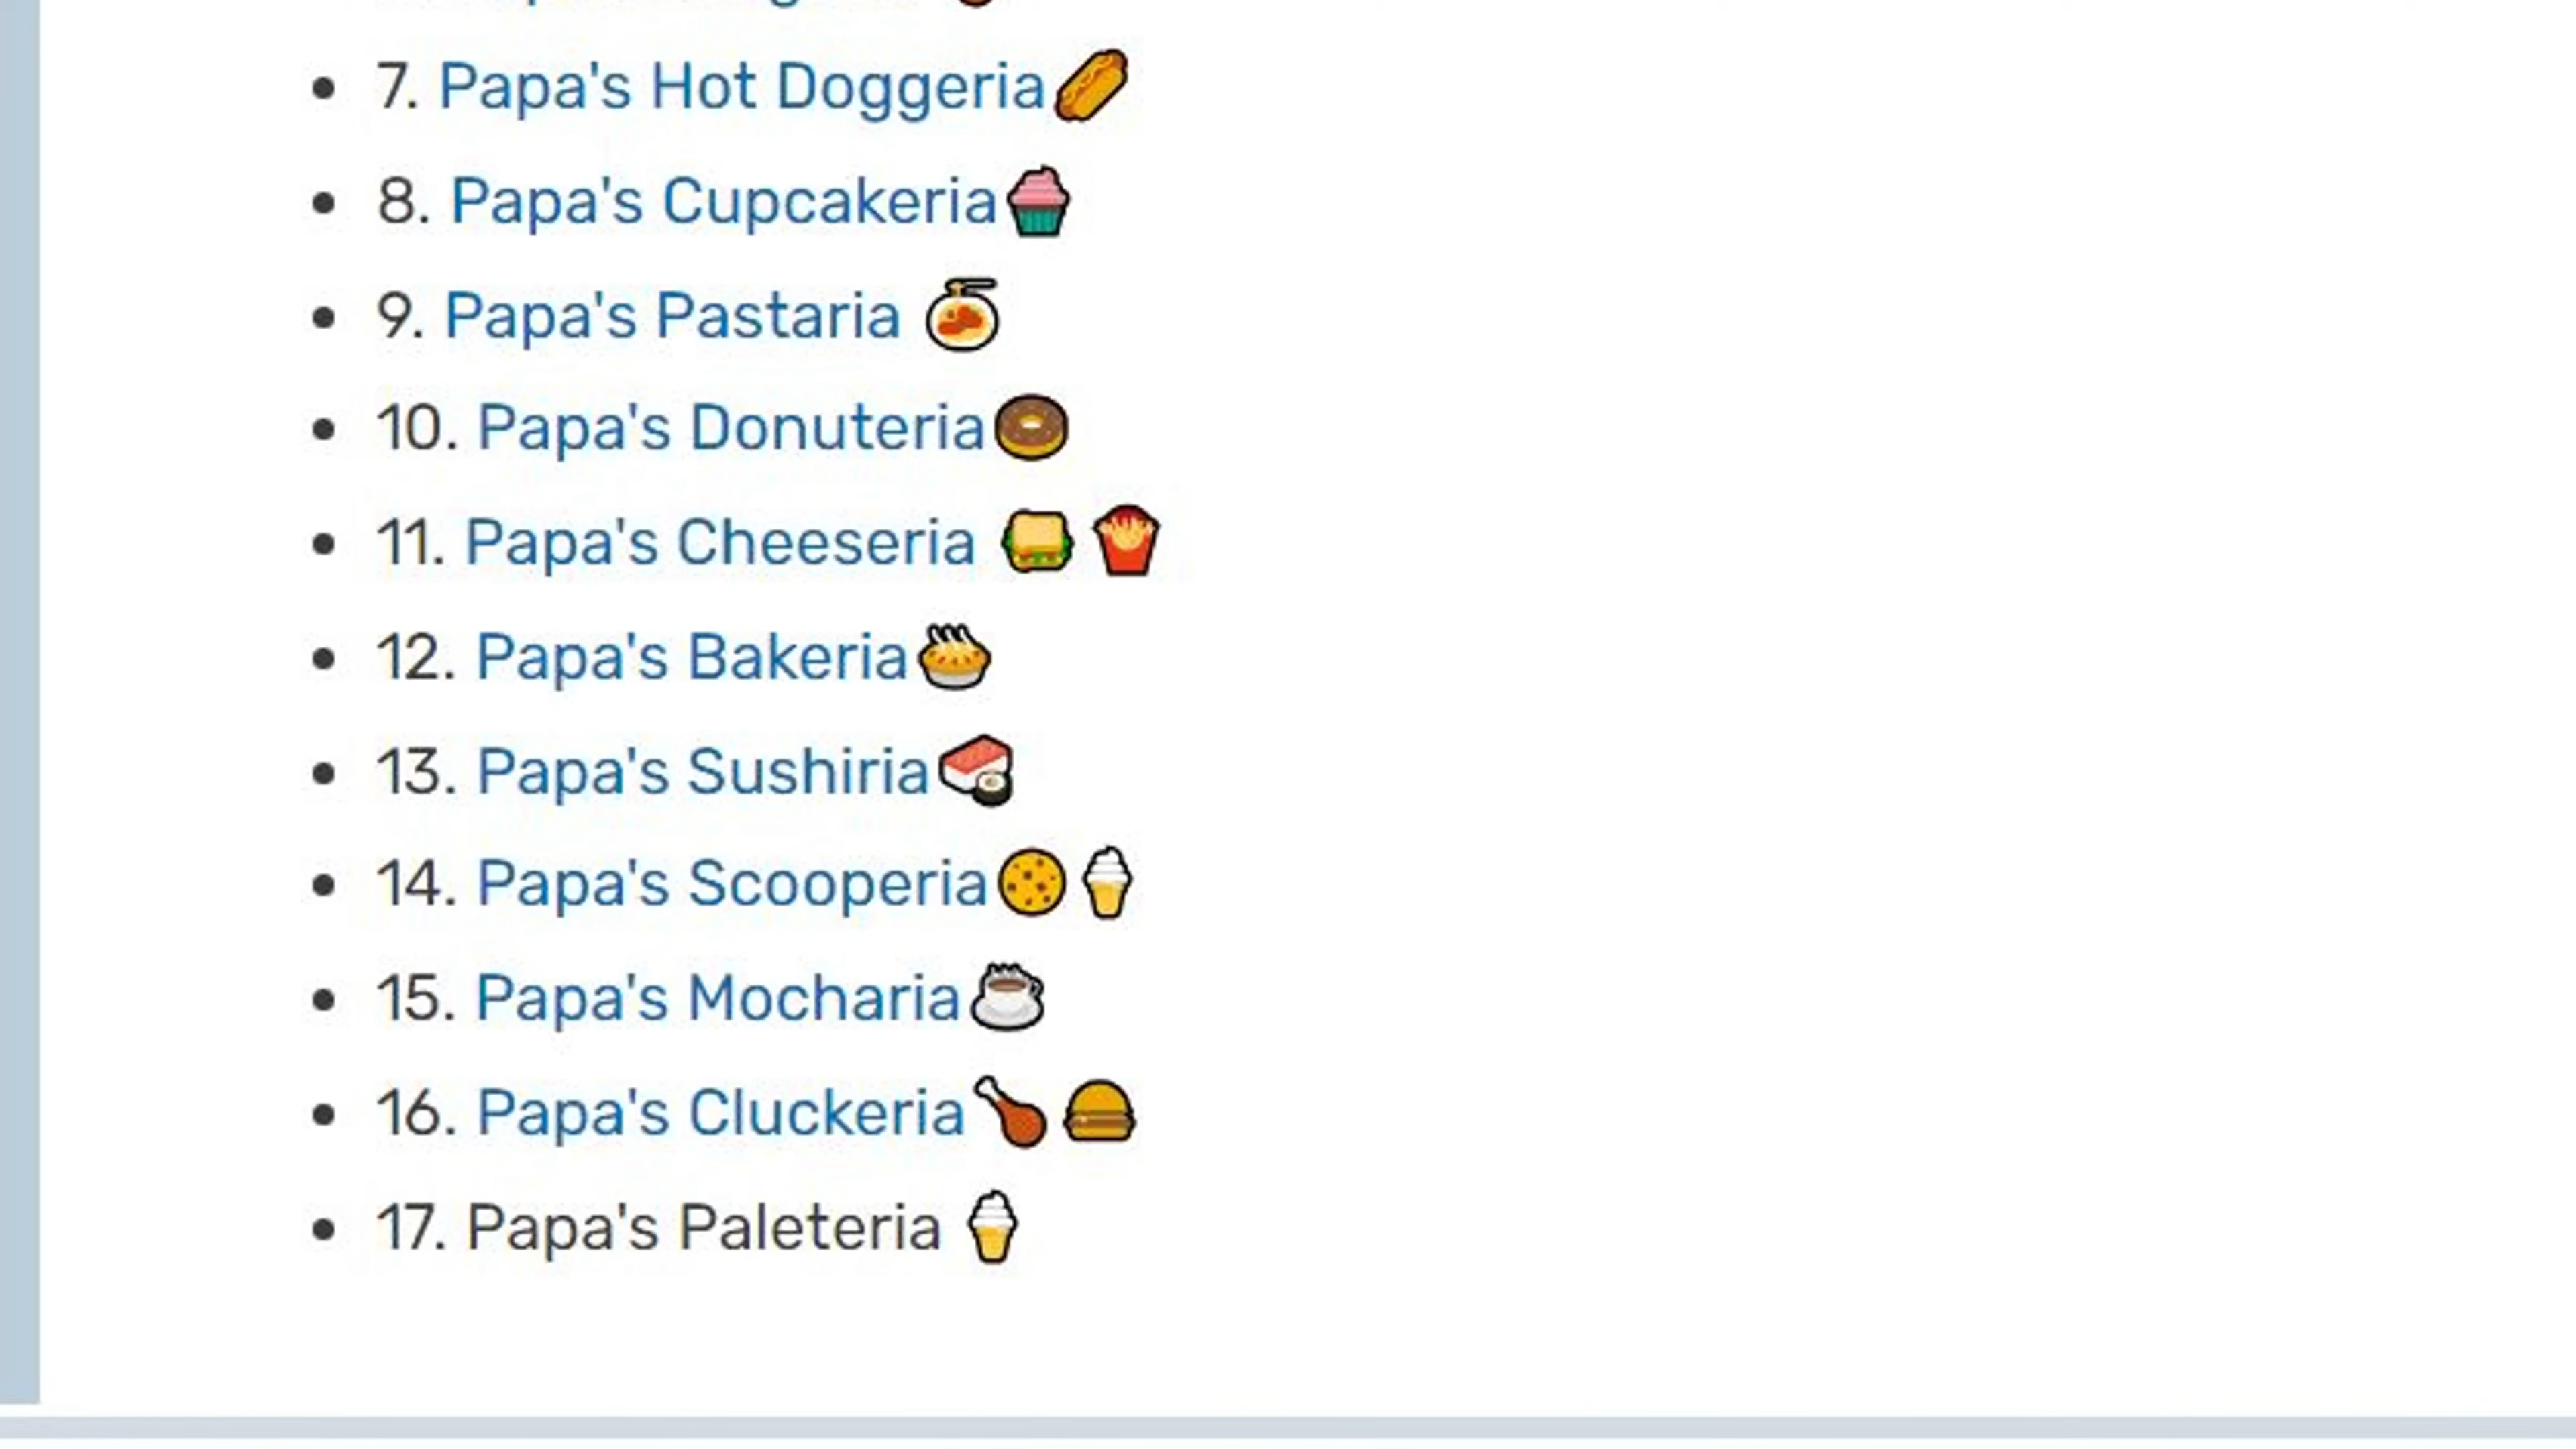 • 7. Papa's Hot Doggeria🌭
• 8. Papa's Cupcakeria🧁
• 9. Papa's Pastaria 🍝
• 10. Papa's Donuteria🍩
• 11. Papa's Cheeseria 🥪🍟
• 12. Papa's Bakeria🥧
• 13. Papa's Sushiria🍣
• 14. Papa's Scooperia🍪🍦
• 15. Papa's Mocharia☕
• 16. Papa's Cluckeria🍗🍔
• 17. Papa's Paleteria 🍦